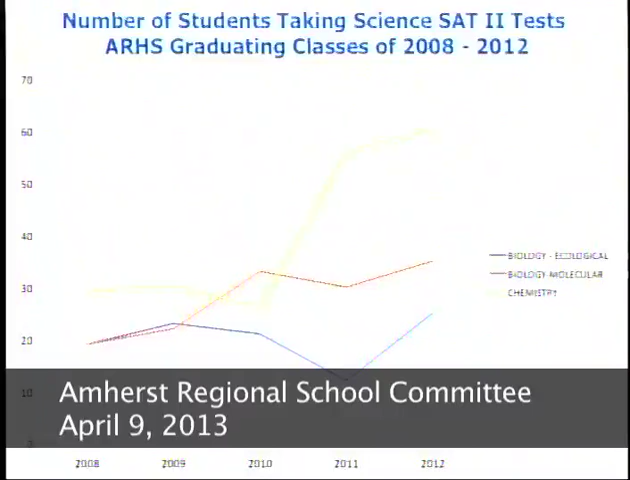 Number of Students Taking Science SAT II Tests
ARHS Graduating Classes of 2008 - 2012
70
60
50
40
30
20
10
BIOLOGY - ECOLOGICAL
BIOLOGY-MOLECULAR
CHEMISTRY
Amherst Regional School Committee
April 9, 2013
2008 2009 2010 2011 2012